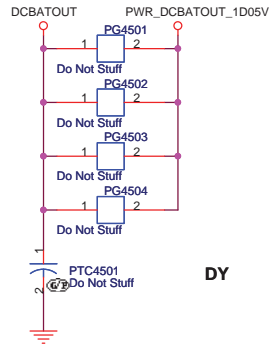 DCBATOUT PWR_DCBATOUT_1D05V
PG4501
1 2
Do Not Stuff
PG4502
1 2
Do Not Stuff
PG4503
1 2
Do Not Stuff
PG4504
1 2
Do Not Stuff
1
PTC4501
2 Do Not Stuff
DY